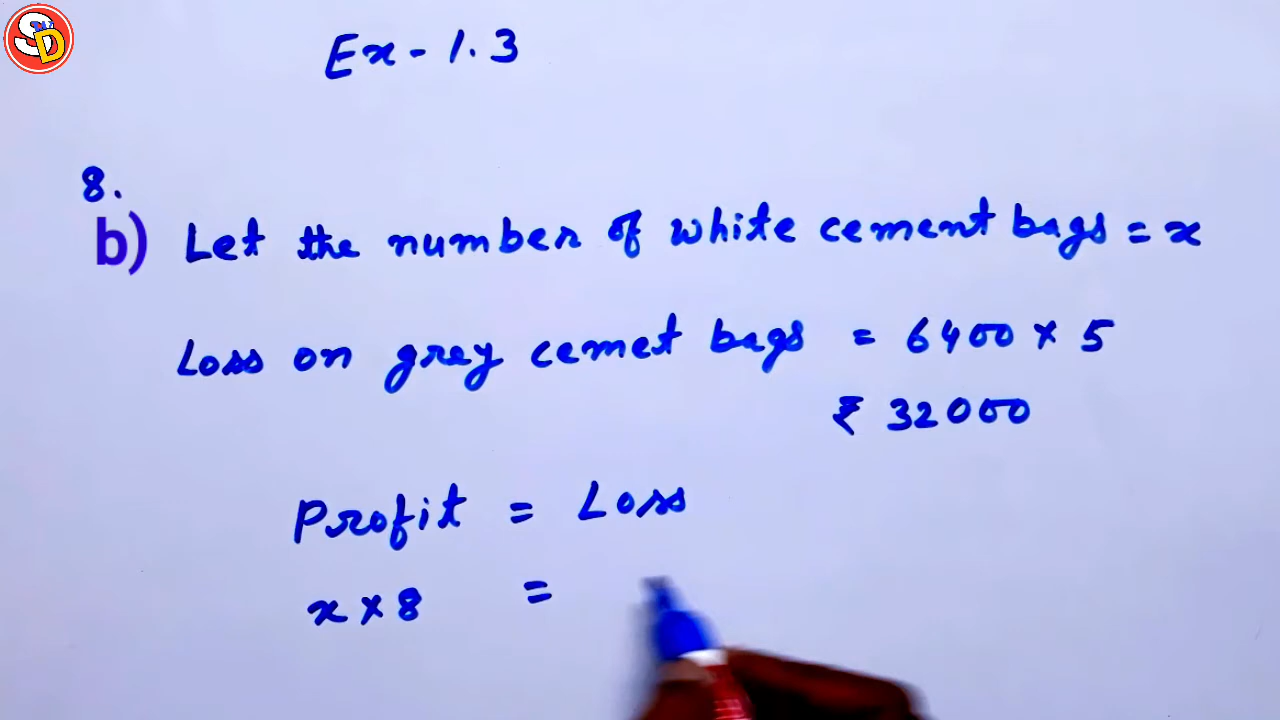 SD
Ex - 1.3
8.
b) Let the number of white cement bags = x
Loss on grey cemet bags = 6400 × 5
₹ 32000
Profit = Loss
x × 8 =